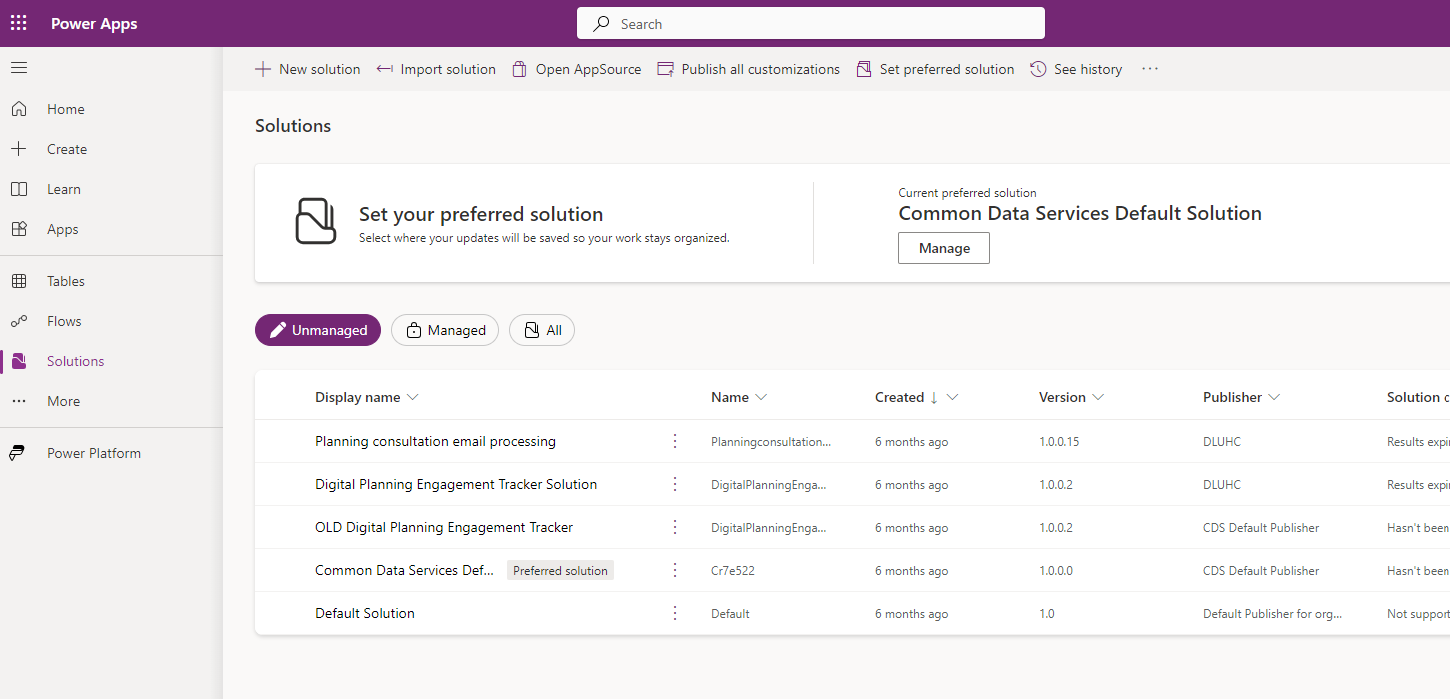 Power Apps
Search
New solution Import solution Open AppSource Publish all customizations Set preferred solution See history ...
Home
Create
Learn
Apps
Tables
Flows
Solutions
More
Power Platform
Solutions
Set your preferred solution
Select where your updates will be saved so your work stays organized.
Current preferred solution
Common Data Services Default Solution
Manage
Unmanaged Managed All
Display name Name Created ↓ Version Publisher Solution c
Planning consultation email processing Planningconsultation... 6 months ago 1.0.0.15 DLUHC Results expi
Digital Planning Engagement Tracker Solution DigitalPlanningEnga... 6 months ago 1.0.0.2 DLUHC Results expi
OLD Digital Planning Engagement Tracker DigitalPlanningEnga... 6 months ago 1.0.0.2 CDS Default Publisher Hasn't been
Common Data Services Def... Preferred solution Cr7e522 6 months ago 1.0.0.0 CDS Default Publisher Hasn't been
Default Solution Default 6 months ago 1.0 Default Publisher for org... Not support